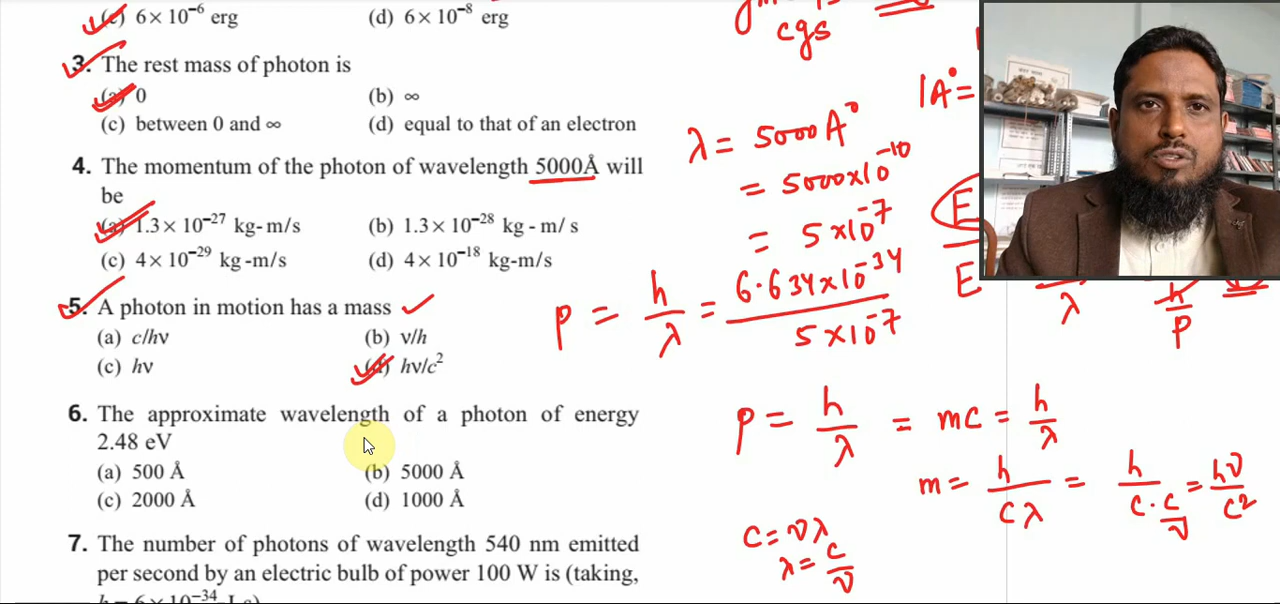 (c) 6× 10⁻⁶ erg (d) 6× 10⁻⁸ erg
3. The rest mass of photon is
(a) 0 (b) ∞
(c) between 0 and ∞ (d) equal to that of an electron
4. The momentum of the photon of wavelength 5000Å will
be
(a) 1.3× 10⁻²⁷ kg-m/s (b) 1.3× 10⁻²⁸ kg - m/ s
(c) 4× 10⁻²⁹ kg -m/s (d) 4× 10⁻¹⁸ kg-m/s
5. A photon in motion has a mass
(a) c/hν (b) ν/h
(c) hν (d) hν/c²
6. The approximate wavelength of a photon of energy
2.48 eV
(a) 500 Å (b) 5000 Å
(c) 2000 Å (d) 1000 Å
7. The number of photons of wavelength 540 nm emitted
per second by an electric bulb of power 100 W is (taking,
cgs
1A° =
λ = 5000 A°
= 5000×10⁻¹⁰
= 5×10⁻⁷
E
E
λ
h/p
p = h/λ = 6.634×10⁻³⁴ / 5×10⁻⁷
p = h/λ = mc = h/λ
m = h/cλ = h/(c·c/ν) = hν/c²
c = νλ
λ = c/ν